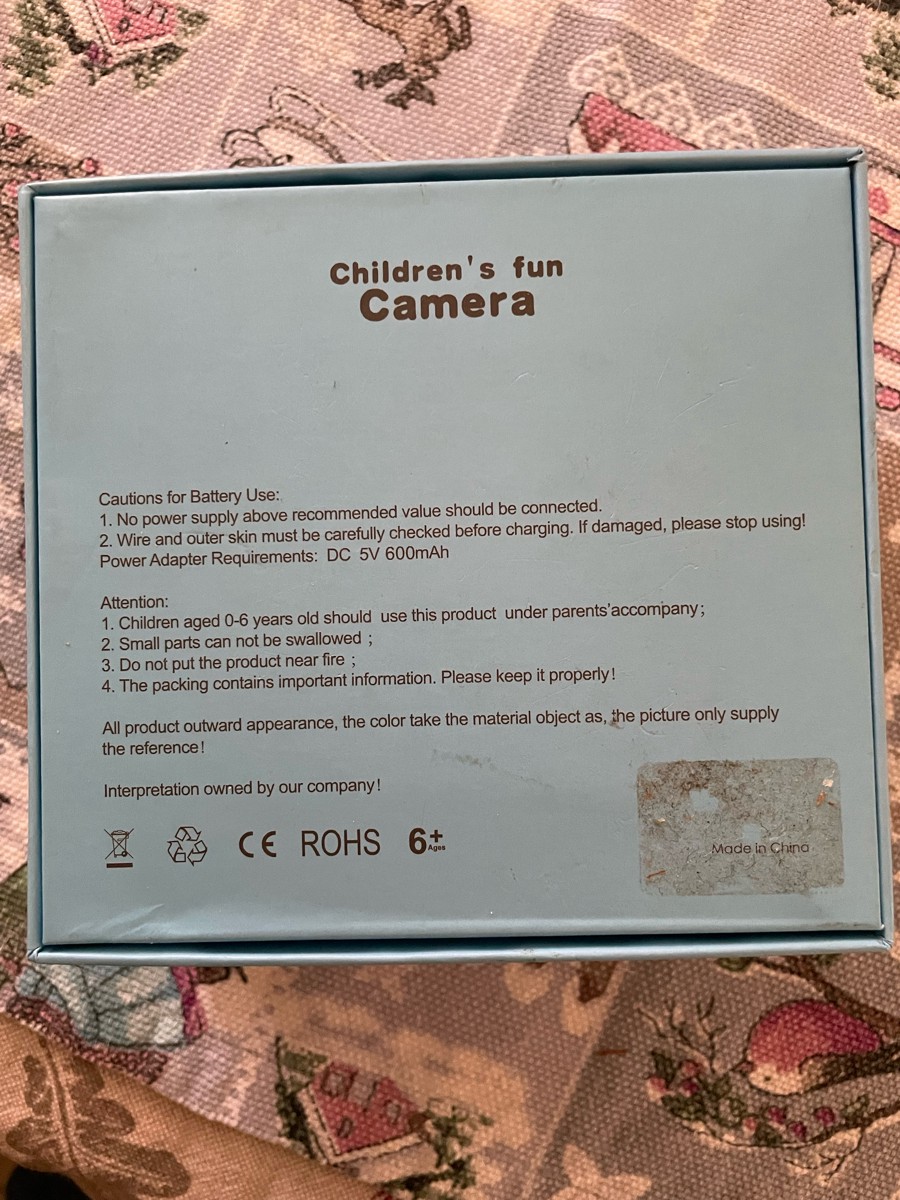 Children's fun
Camera
Cautions for Battery Use:
1. No power supply above recommended value should be connected.
2. Wire and outer skin must be carefully checked before charging. If damaged, please stop using!
Power Adapter Requirements: DC 5V 600mAh
Attention:
1. Children aged 0-6 years old should use this product under parents'accompany;
2. Small parts can not be swallowed ;
3. Do not put the product near fire ;
4. The packing contains important information. Please keep it properly!
All product outward appearance, the color take the material object as, the picture only supply
the reference!
Interpretation owned by our company!
CE ROHS 6+ Ages
Made in China